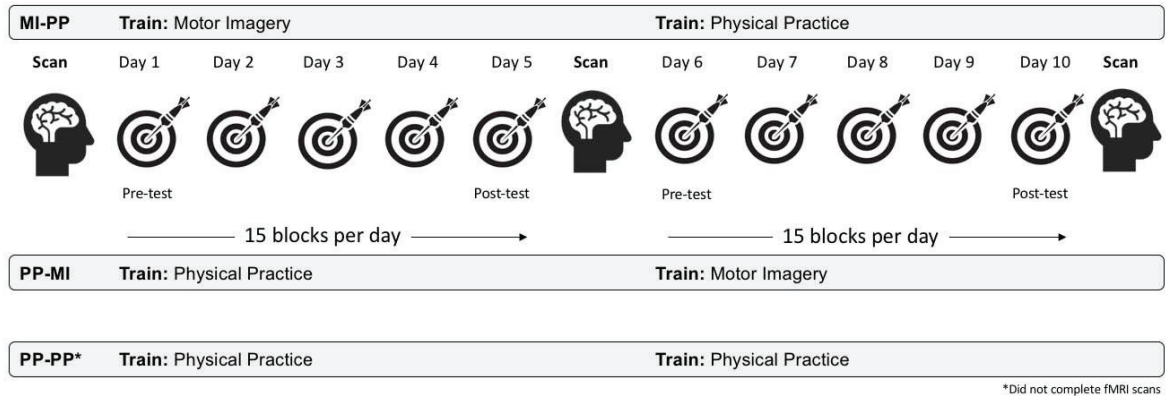 MI-PP Train: Motor Imagery Train: Physical Practice
Scan Day 1 Day 2 Day 3 Day 4 Day 5 Scan Day 6 Day 7 Day 8 Day 9 Day 10 Scan
Pre-test Post-test Pre-test Post-test
15 blocks per day 15 blocks per day
PP-MI Train: Physical Practice Train: Motor Imagery
PP-PP* Train: Physical Practice Train: Physical Practice
*Did not complete fMRI scans